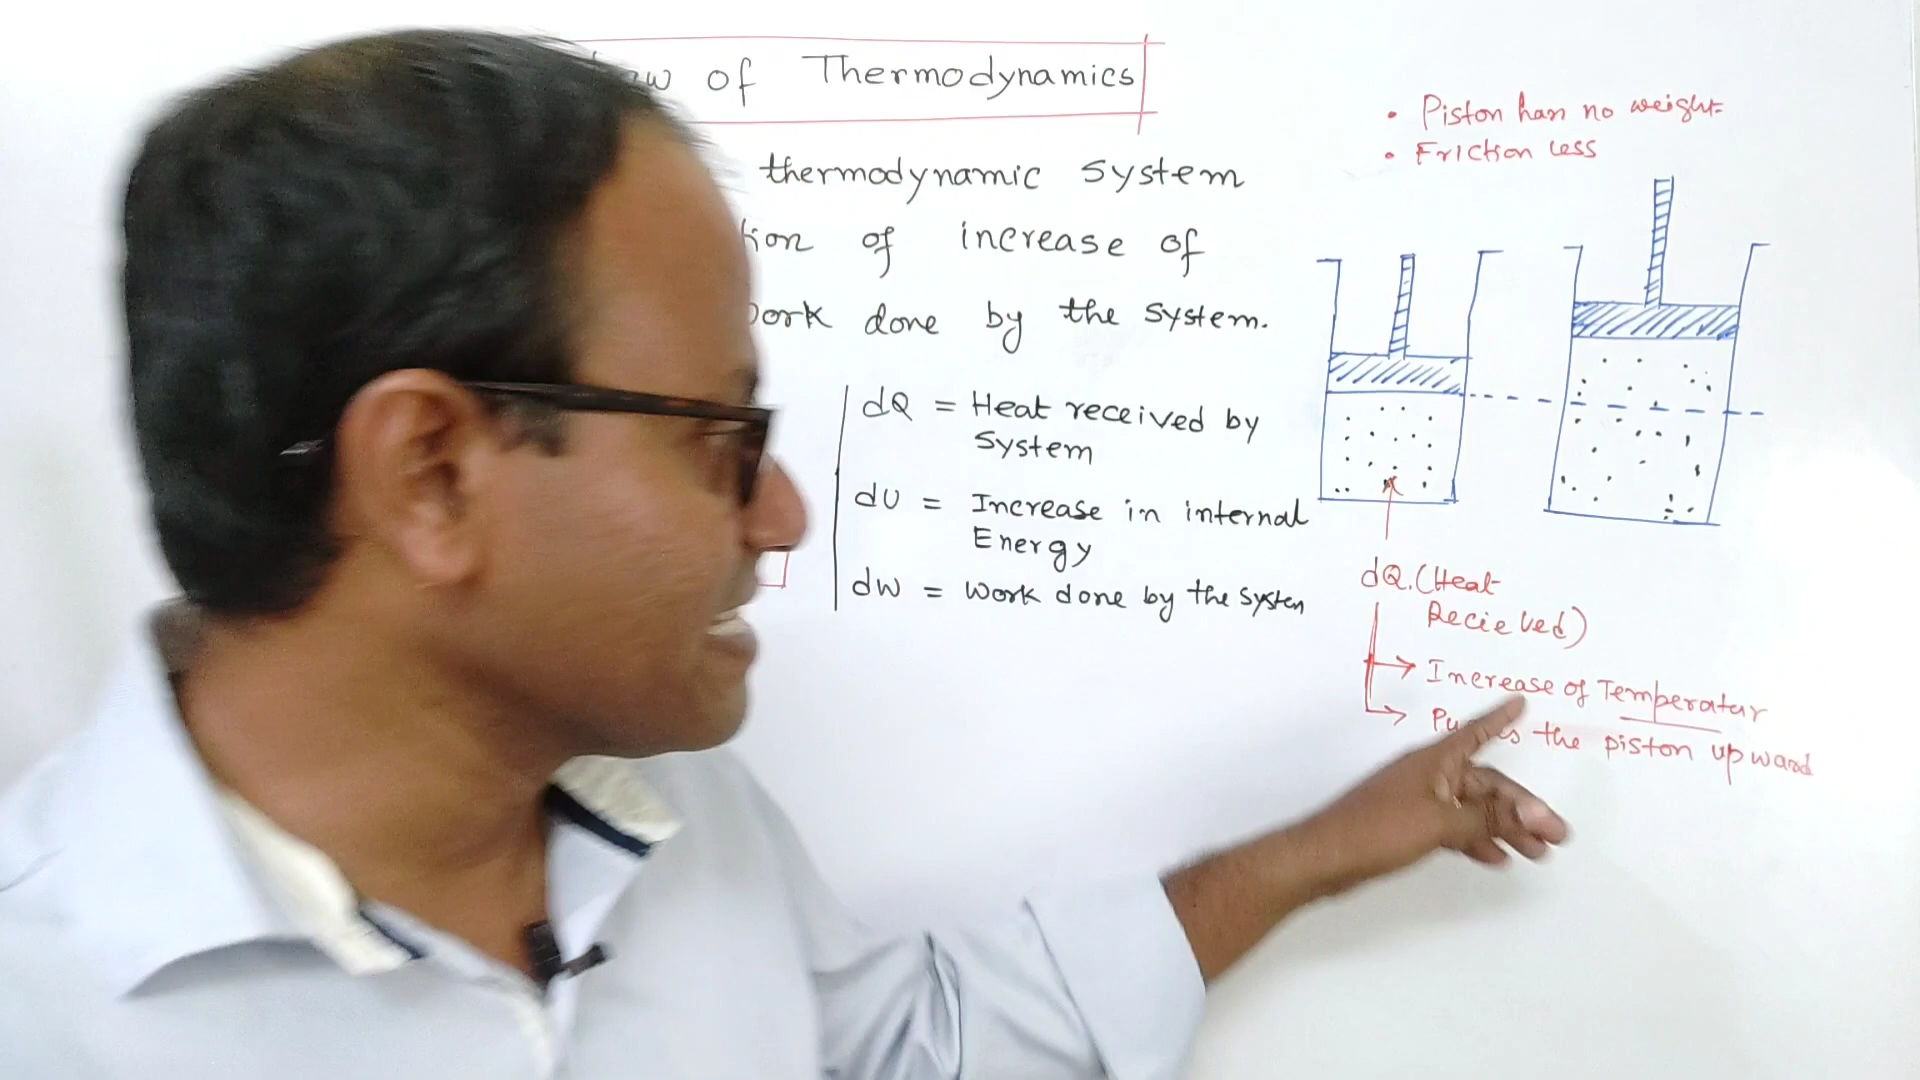 of Thermodynamics
thermodynamic System
of increase of
done by the system.
dQ = Heat received by
System
dU = Increase in internal
Energy
dW = Work done by the System
• Piston has no weight
• Friction less
dQ.(Heat
Recieved)
→ Increase of Temperatur
→ the piston upward